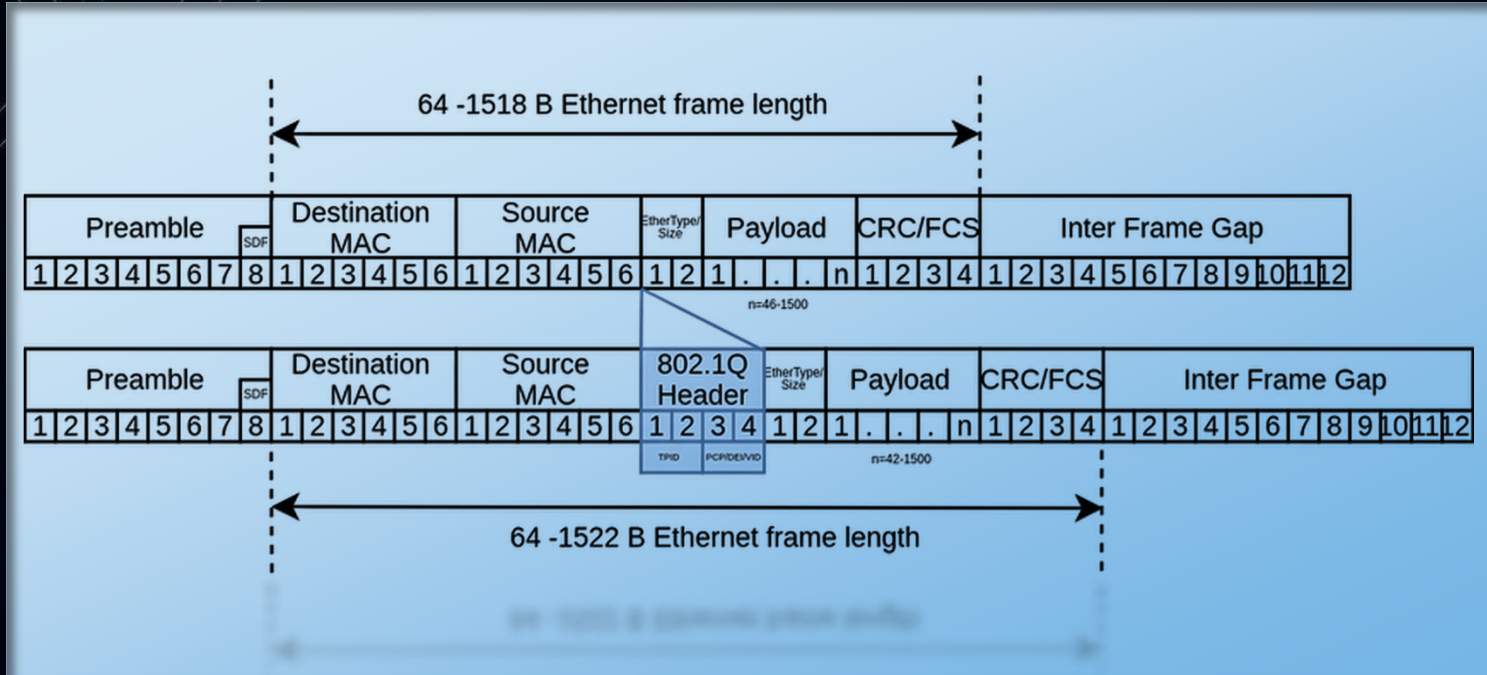 64 -1518 B Ethernet frame length
Preamble
SDF
Destination
MAC
Source
MAC
EtherType/
Size
Payload
CRC/FCS
Inter Frame Gap
1 2 3 4 5 6 7 8 1 2 3 4 5 6 1 2 3 4 5 6 1 2 1 . . . n 1 2 3 4 1 2 3 4 5 6 7 8 9 10 11 12
n=46-1500
Preamble
SDF
Destination
MAC
Source
MAC
802.1Q
Header
EtherType/
Size
Payload
CRC/FCS
Inter Frame Gap
1 2 3 4 5 6 7 8 1 2 3 4 5 6 1 2 3 4 5 6 1 2 3 4 1 2 1 . . . n 1 2 3 4 1 2 3 4 5 6 7 8 9 10 11 12
TPID
PCP/DEI/VID
n=42-1500
64 -1522 B Ethernet frame length